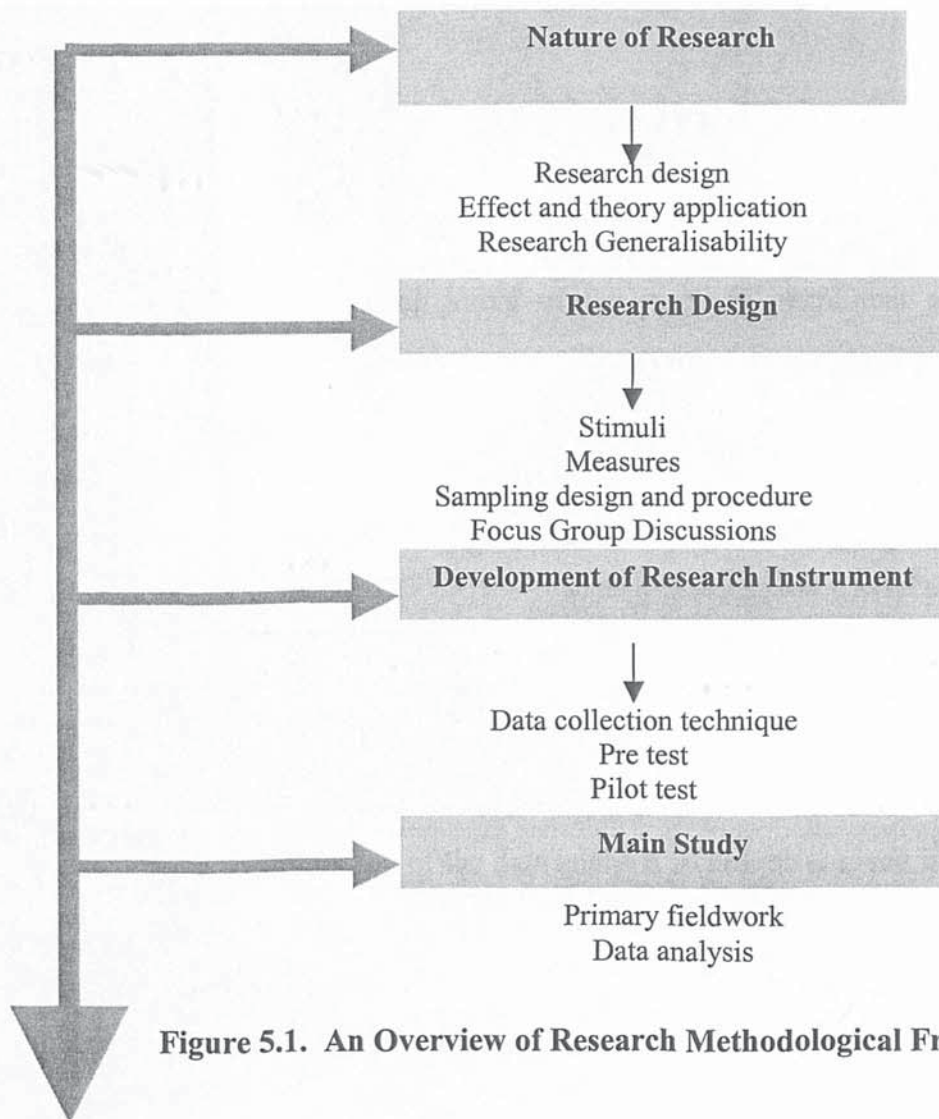 Nature of Research
Research design
Effect and theory application
Research Generalisability
Research Design
Stimuli
Measures
Sampling design and procedure
Focus Group Discussions
Development of Research Instrument
Data collection technique
Pre test
Pilot test
Main Study
Primary fieldwork
Data analysis
Figure 5.1. An Overview of Research Methodological Fr